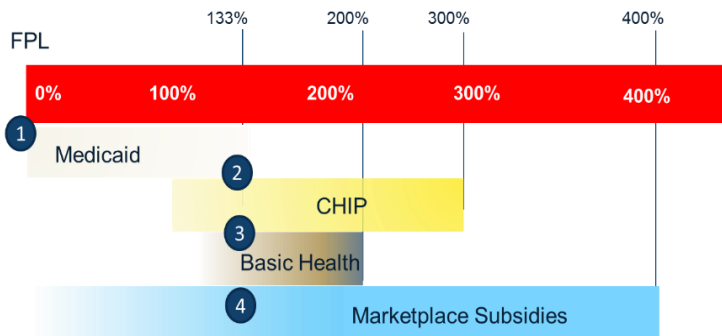 133% 200% 300% 400%
FPL
0% 100% 200% 300% 400%
1
Medicaid
2
CHIP
3
Basic Health
4
Marketplace Subsidies